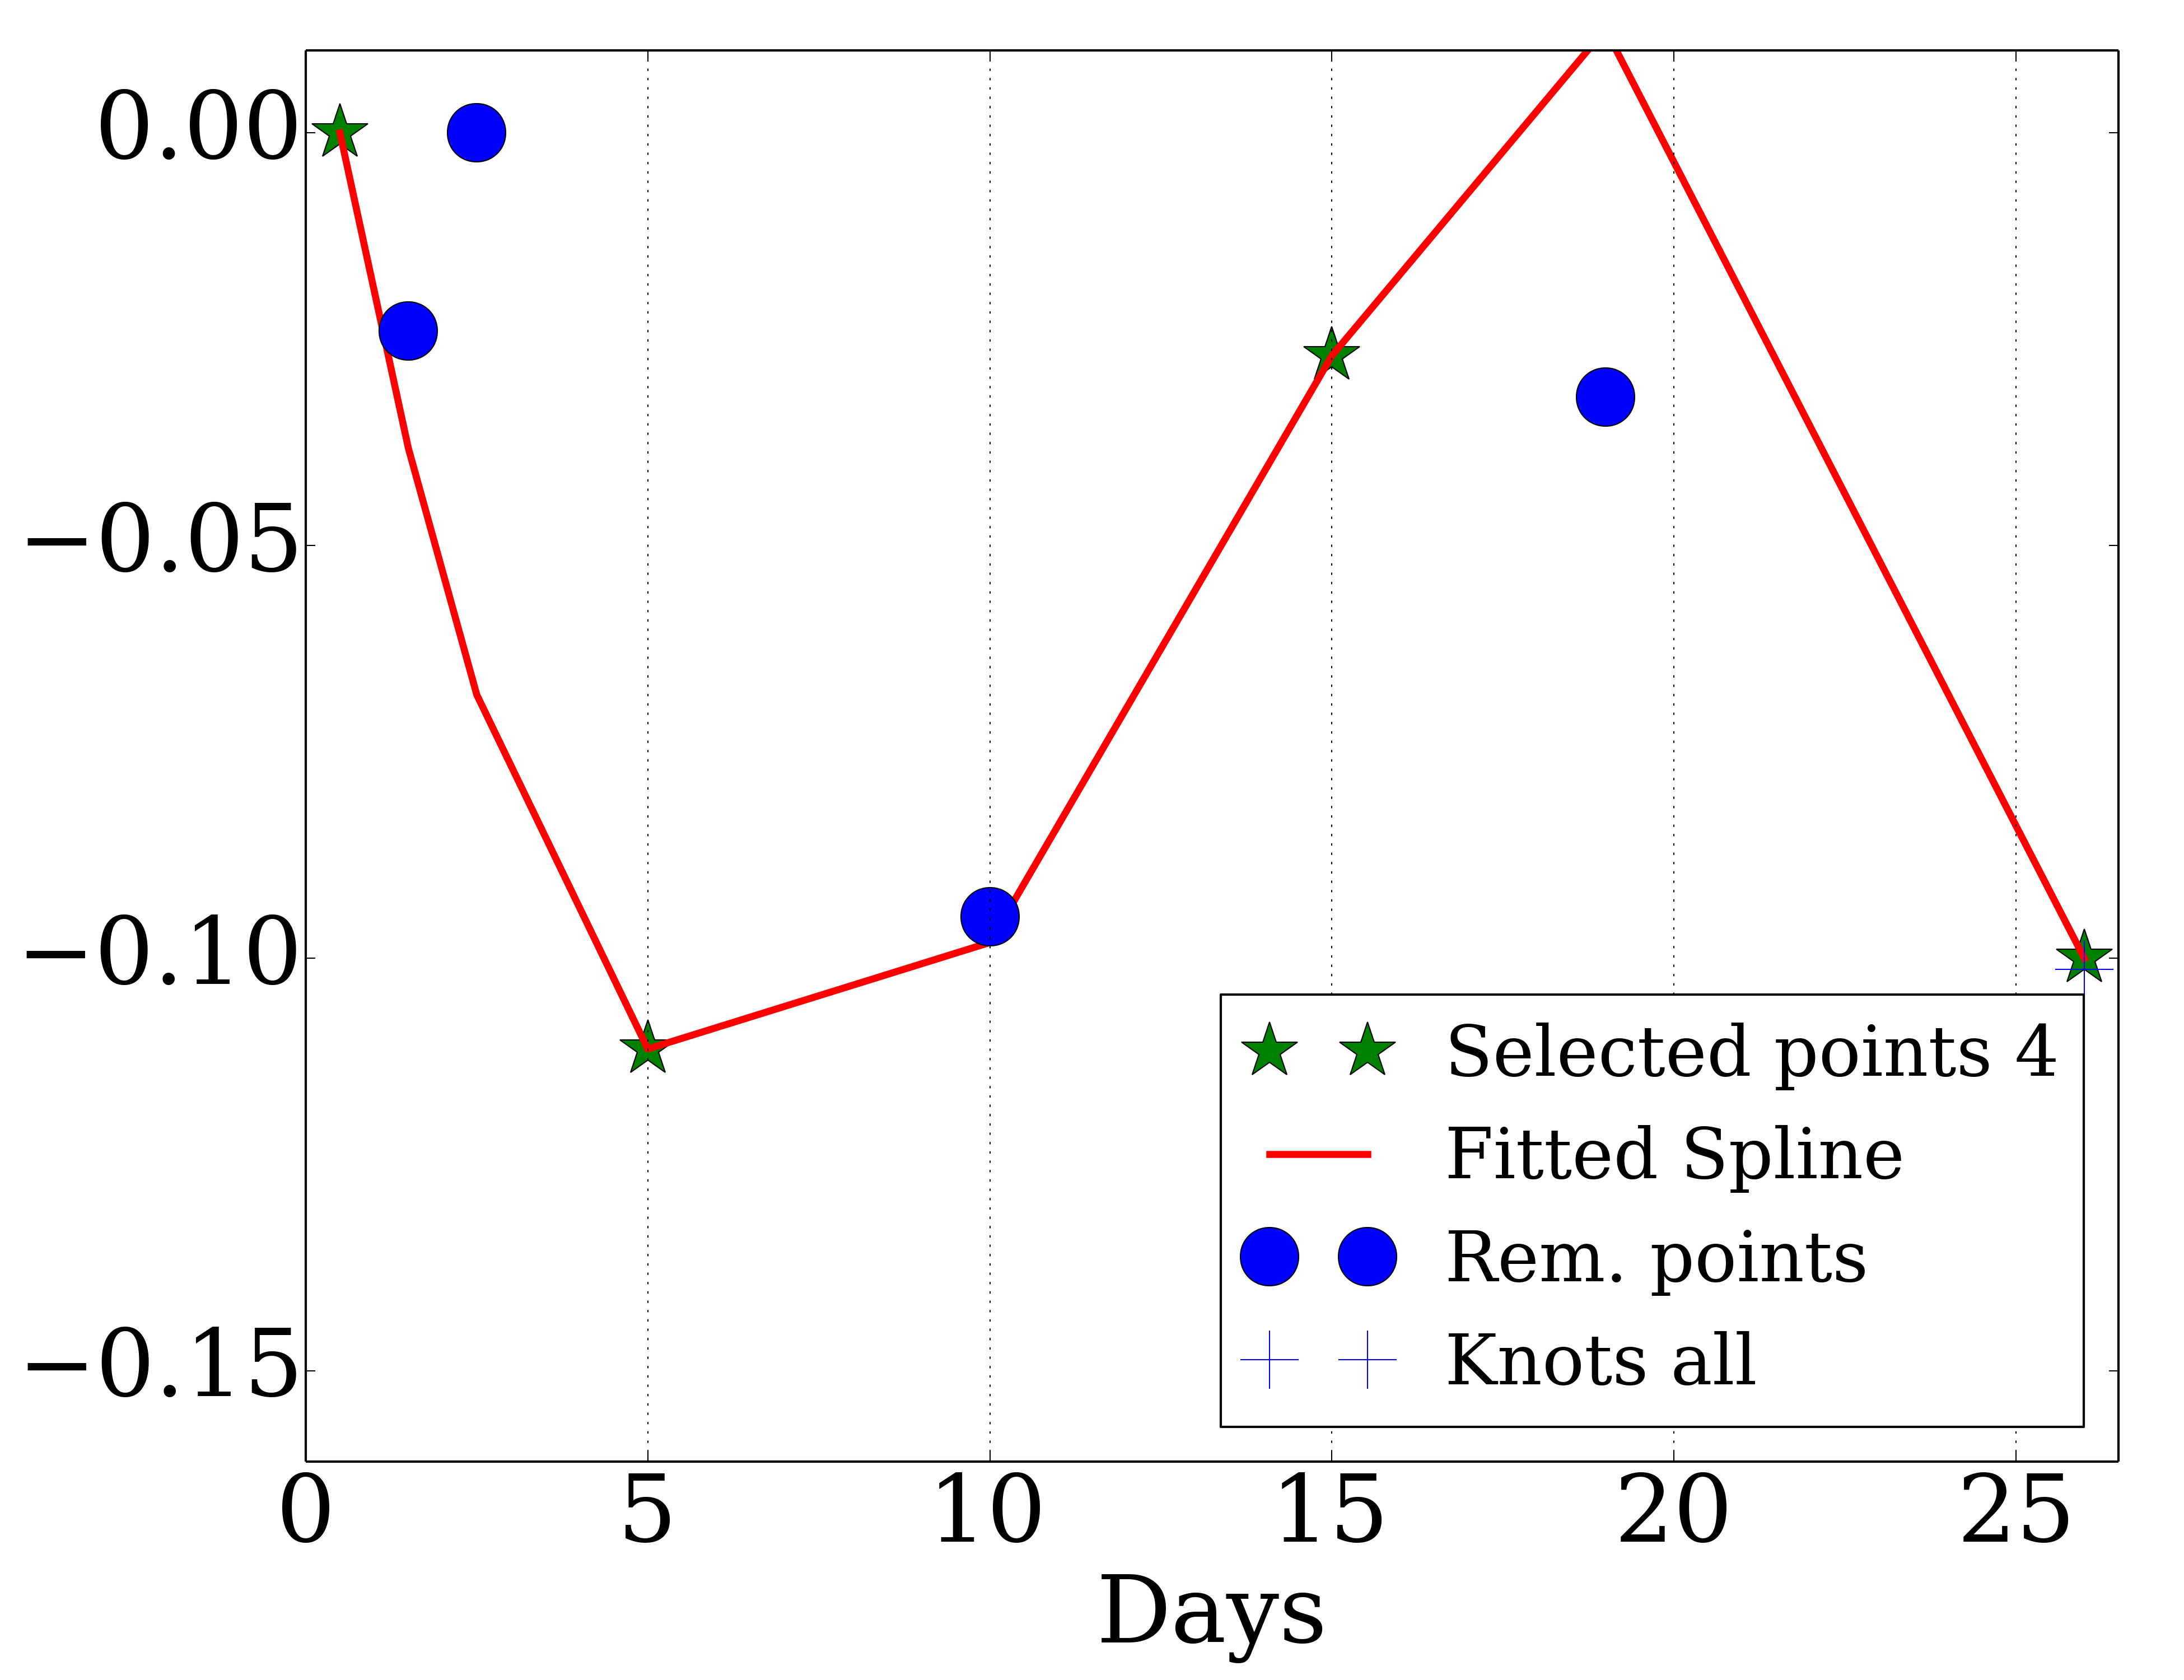 0.00
−0.05
−0.10
−0.15
Selected points 4
Fitted Spline
Rem. points
Knots all
0 5 10 15 20 25
Days